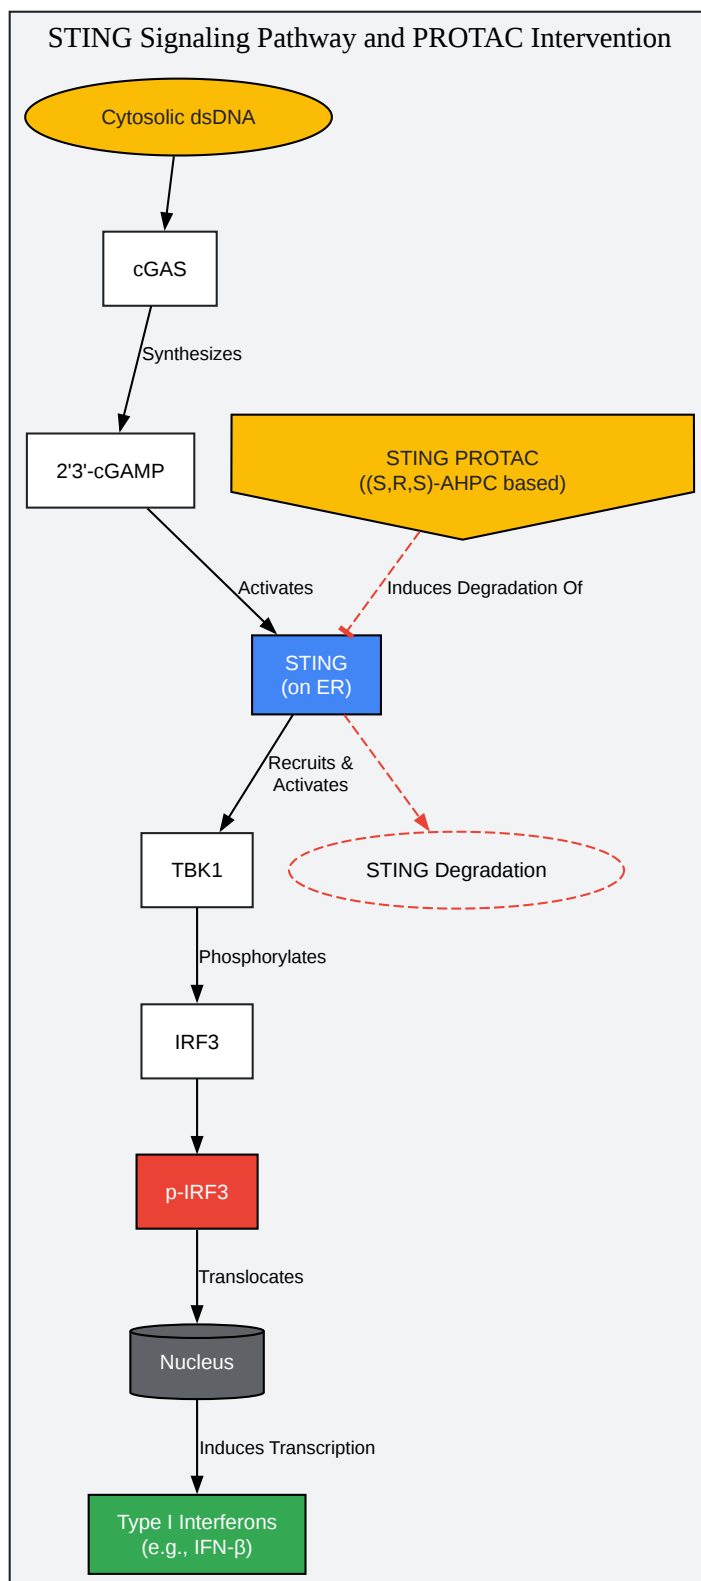 STING Signaling Pathway and PROTAC Intervention
Cytosolic dsDNA
cGAS
Synthesizes
2'3'-cGAMP
STING PROTAC
((S,R,S)-AHPC based)
Activates
Induces Degradation Of
STING
(on ER)
Recruits &
Activates
TBK1
STING Degradation
Phosphorylates
IRF3
p-IRF3
Translocates
Nucleus
Induces Transcription
Type I Interferons
(e.g., IFN-β)